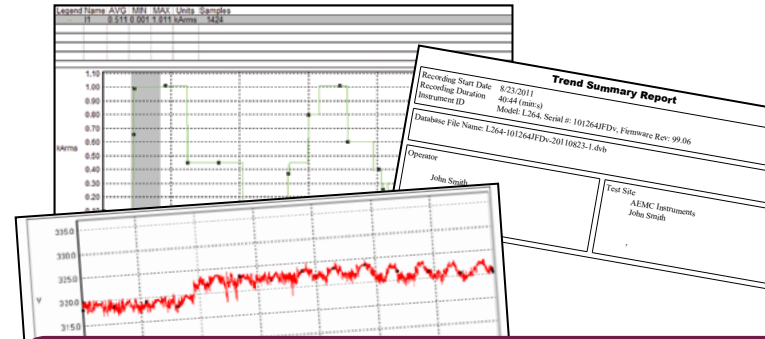 Legend Name AVG MIN MAX Units Samples
I1 0.511 0.001 1.011 kArms 1424
1.10
1.00
0.90
0.80
0.70
0.60
kArms
0.50
0.40
0.30
0.20
0.10
Trend Summary Report
Recording Start Date 8/23/2011
Recording Duration 40:44 (min:s)
Instrument ID Model: L264, Serial #: 101264JFDv, Firmware Rev: 99.06
Database File Name: L264-101264JFDv-20110823-1.dvb
Operator
John Smith
Test Site
AEMC Instruments
John Smith
335.0
330.0
325.0
V
320.0
315.0